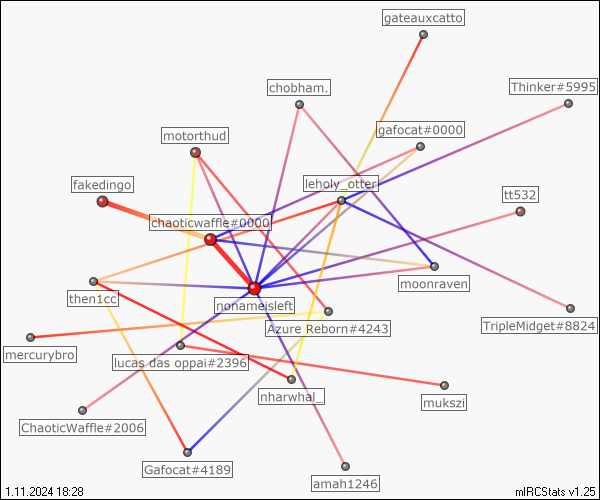 gateauxcatto
chobham.
Thinker#5995
motorthud
gafocat#0000
fakedingo
leholy_otter
tt532
Chaoticwaffle#0000
moonraven
then1cc
nonameisleft
Azure Reborn#4243
TripleMidget#8824
mercurybro
lucas das oppai#2396
nharwhal_
mukszi
ChaoticWaffle#2006
Gafocat#4189
amah1246
1.11.2024 18:28
mIRCStats v1.25